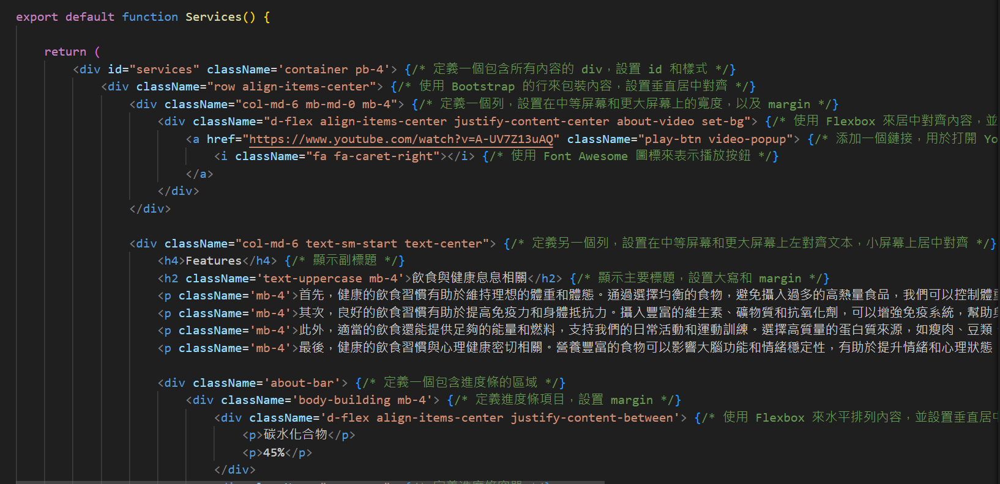 export default function Services() {
return (
<div id="services" className='container pb-4'> {/* 定義一個包含所有內容的 div，設置 id 和樣式 */}
<div className="row align-items-center"> {/* 使用 Bootstrap 的行來包裝內容，設置垂直居中對齊 */}
<div className="col-md-6 mb-md-0 mb-4"> {/* 定義一個列，設置在中等屏幕和更大屏幕上的寬度，以及 margin */}
<div className="d-flex align-items-center justify-content-center about-video set-bg"> {/* 使用 Flexbox 來居中對齊內容，並
<a href="https://www.youtube.com/watch?v=A-UV7Z13uAQ" className="play-btn video-popup"> {/* 添加一個鏈接，用於打開 Yo
<i className="fa fa-caret-right"></i> {/* 使用 Font Awesome 圖標來表示播放按鈕 */}
</a>
</div>
</div>
<div className="col-md-6 text-sm-start text-center"> {/* 定義另一個列，設置在中等屏幕和更大屏幕上左對齊文本，小屏幕上居中對齊 */}
<h4>Features</h4> {/* 顯示副標題 */}
<h2 className='text-uppercase mb-4'>飲食與健康息息相關</h2> {/* 顯示主要標題，設置大寫和 margin */}
<p className='mb-4'>首先，健康的飲食習慣有助於維持理想的體重和體態。通過選擇均衡的食物，避免攝入過多的高熱量食品，我們可以控制體重
<p className='mb-4'>其次，良好的飲食習慣有助於提高免疫力和身體抵抗力。攝入豐富的維生素、礦物質和抗氧化劑，可以增強免疫系統，幫助身
<p className='mb-4'>此外，適當的飲食還能提供足夠的能量和燃料，支持我們的日常活動和運動訓練。選擇高質量的蛋白質來源，如瘦肉、豆類
<p className='mb-4'>最後，健康的飲食習慣與心理健康密切相關。營養豐富的食物可以影響大腦功能和情緒穩定性，有助於提升情緒和心理狀態
<div className='about-bar'> {/* 定義一個包含進度條的區域 */}
<div className='body-building mb-4'> {/* 定義進度條項目，設置 margin */}
<div className='d-flex align-items-center justify-content-between'> {/* 使用 Flexbox 來水平排列內容，並設置垂直居中
<p>碳水化合物</p>
<p>45%</p>
</div>